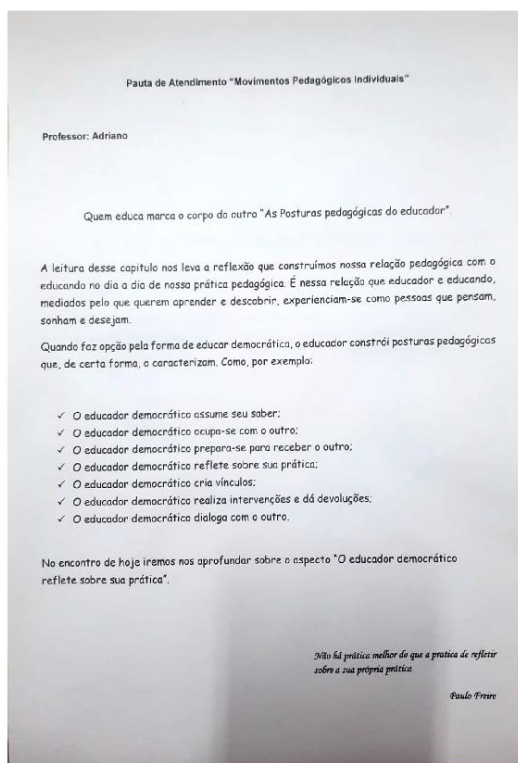 Pauta de Atendimento "Movimentos Pedagógicos Individuais"
Professor: Adriano
Quem educa marca o corpo do outro "As Posturas pedagógicas do educador".
A leitura desse capitulo nos leva a reflexão que construímos nossa relação pedagógica com o
educando no dia a dia de nossa prática pedagógica. É nessa relação que educador e educando,
mediados pelo que querem aprender e descobrir, experienciam-se como pessoas que pensam,
sonham e desejam.
Quando faz opção pela forma de educar democrática, o educador constrói posturas pedagógicas
que, de certa forma, o caracterizam. Como, por exemplo:
✓ O educador democrático assume seu saber;
✓ O educador democrático ocupa-se com o outro;
✓ O educador democrático prepara-se para receber o outro;
✓ O educador democrático reflete sobre sua prática;
✓ O educador democrático cria vínculos;
✓ O educador democrático realiza intervenções e dá devoluções;
✓ O educador democrático dialoga com o outro.
No encontro de hoje iremos nos aprofundar sobre o aspecto "O educador democrático
reflete sobre sua prática".
Não há prática melhor do que a pratica de refletir
sobre a sua própria prática.
Paulo Freire